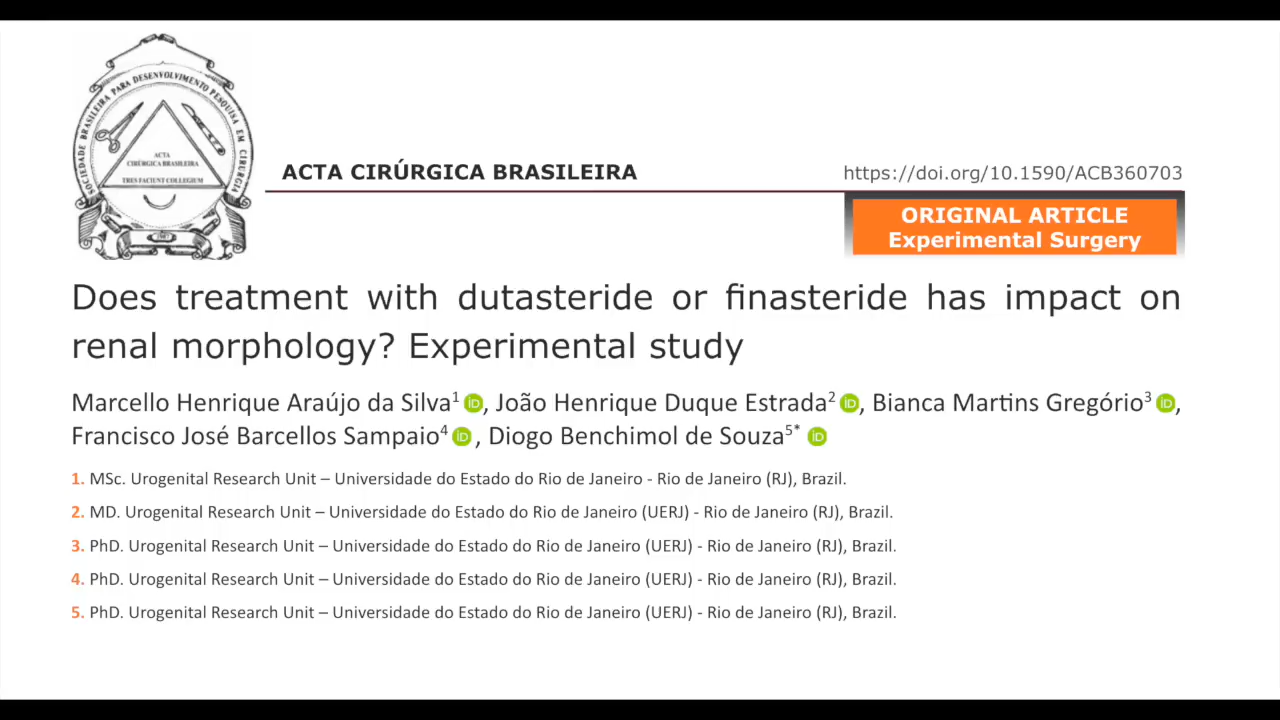 SOCIEDADE BRASILEIRA PARA DESENVOLVIMENTO PESQUISA EM CIRURGIA
ACTA
CIRÚRGICA BRASILEIRA
TRES FACIUNT COLLEGIUM
ACTA CIRÚRGICA BRASILEIRA
https://doi.org/10.1590/ACB360703
ORIGINAL ARTICLE
Experimental Surgery
Does treatment with dutasteride or finasteride has impact on
renal morphology? Experimental study
Marcello Henrique Araújo da Silva1 iD, João Henrique Duque Estrada2 iD, Bianca Martins Gregório3 iD,
Francisco José Barcellos Sampaio4 iD, Diogo Benchimol de Souza5* iD
1. MSc. Urogenital Research Unit – Universidade do Estado do Rio de Janeiro - Rio de Janeiro (RJ), Brazil.
2. MD. Urogenital Research Unit – Universidade do Estado do Rio de Janeiro (UERJ) - Rio de Janeiro (RJ), Brazil.
3. PhD. Urogenital Research Unit – Universidade do Estado do Rio de Janeiro (UERJ) - Rio de Janeiro (RJ), Brazil.
4. PhD. Urogenital Research Unit – Universidade do Estado do Rio de Janeiro (UERJ) - Rio de Janeiro (RJ), Brazil.
5. PhD. Urogenital Research Unit – Universidade do Estado do Rio de Janeiro (UERJ) - Rio de Janeiro (RJ), Brazil.